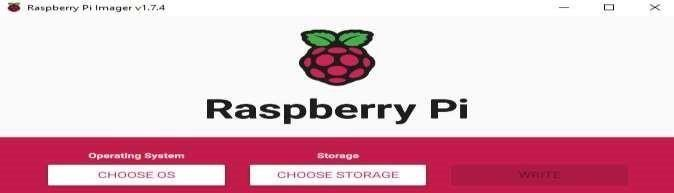 Raspberry Pi Imager v1.7.4
Raspberry Pi
Operating System Storage
CHOOSE OS CHOOSE STORAGE WRITE